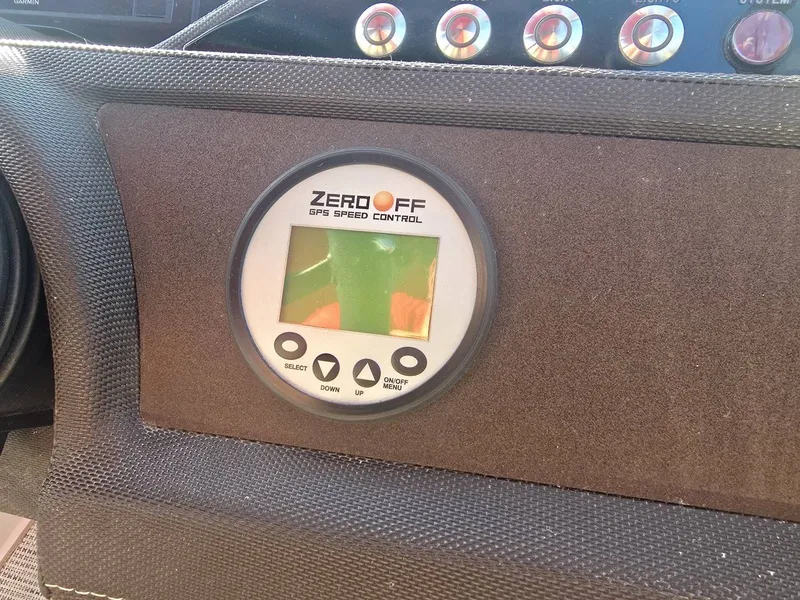 GARMIN
SYSTEM
ZERO OFF
GPS SPEED CONTROL
SELECT
DOWN
UP
ON/OFF
MENU